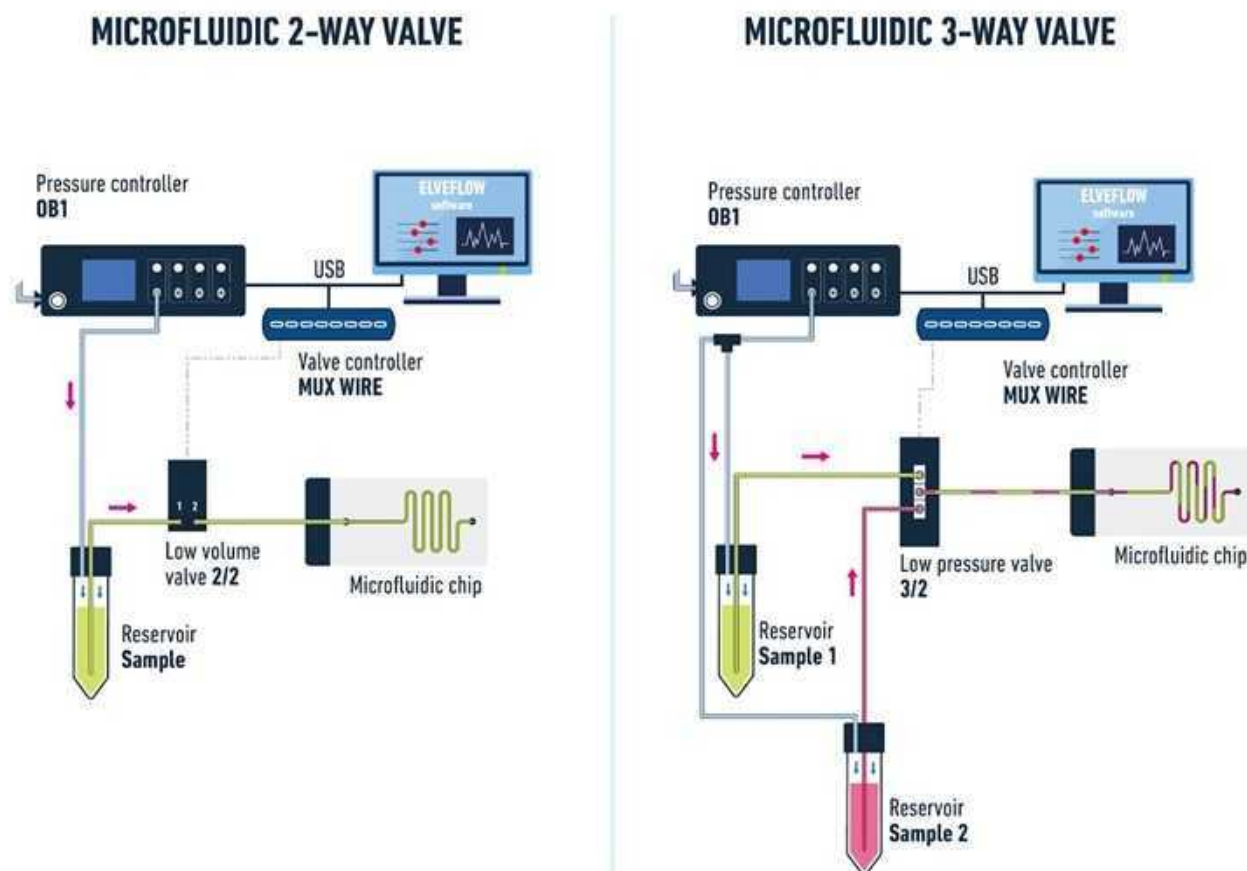 MICROFLUIDIC 2-WAY VALVE
Pressure controller
OB1
ELVEFLOW
software
USB
Valve controller
MUX WIRE
1 2
Low volume
valve 2/2
Microfluidic chip
Reservoir
Sample
MICROFLUIDIC 3-WAY VALVE
Pressure controller
OB1
ELVEFLOW
software
USB
Valve controller
MUX WIRE
Low pressure valve
3/2
Microfluidic chip
Reservoir
Sample 1
Reservoir
Sample 2